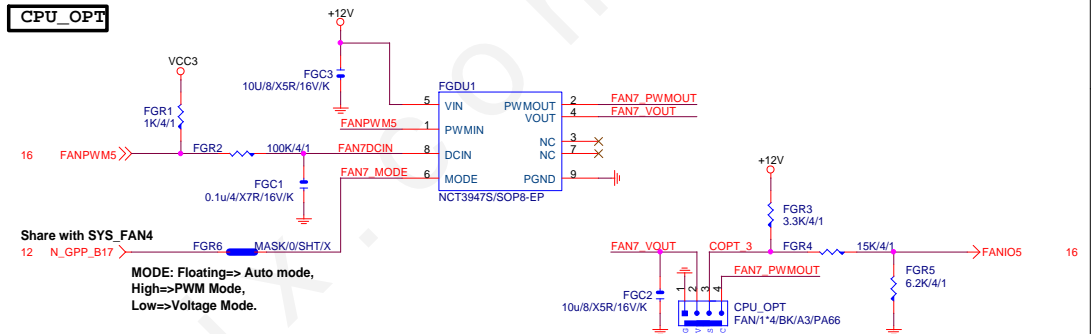 CPU_OPT
+12V
VCC3
FGC3
10U/8/X5R/16V/K
FGDU1
FGR1
1K/4/1
5 VIN PWMOUT 2 FAN7_PWMOUT
VOUT 4 FAN7_VOUT
FANPWM5 1 PWMIN
NC 3
16 FANPWM5 FGR2 100K/4/1 FAN7DCIN 8 DCIN NC 7
FAN7_MODE 6 MODE PGND 9
FGC1
0.1u/4/X7R/16V/K
NCT3947S/SOP8-EP
+12V
Share with SYS_FAN4
12 N_GPP_B17 FGR6 MASK/0/SHT/X
MODE: Floating=> Auto mode,
High=>PWM Mode,
Low=>Voltage Mode.
FGR3
3.3K/4/1
FAN7_VOUT COPT_3 FGR4 15K/4/1 FANIO5 16
FAN7_PWMOUT
FGR5
6.2K/4/1
FGC2
10u/8/X5R/16V/K
1 2 3 4
G V S C
CPU_OPT
FAN/1*4/BK/A3/PA66